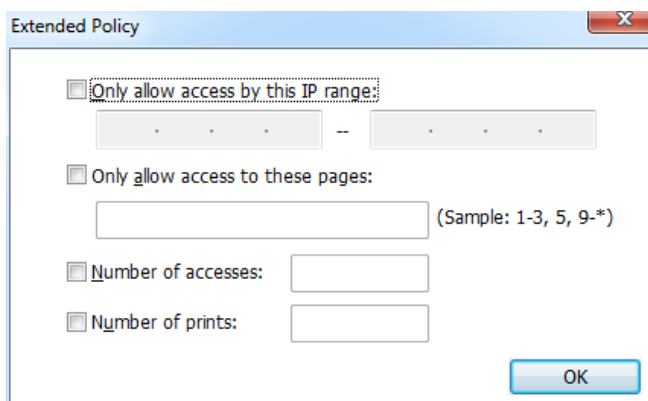 Extended Policy
x
Only allow access by this IP range:
. . . -- . . .
Only allow access to these pages:
(Sample: 1-3, 5, 9-*)
Number of accesses:
Number of prints:
OK